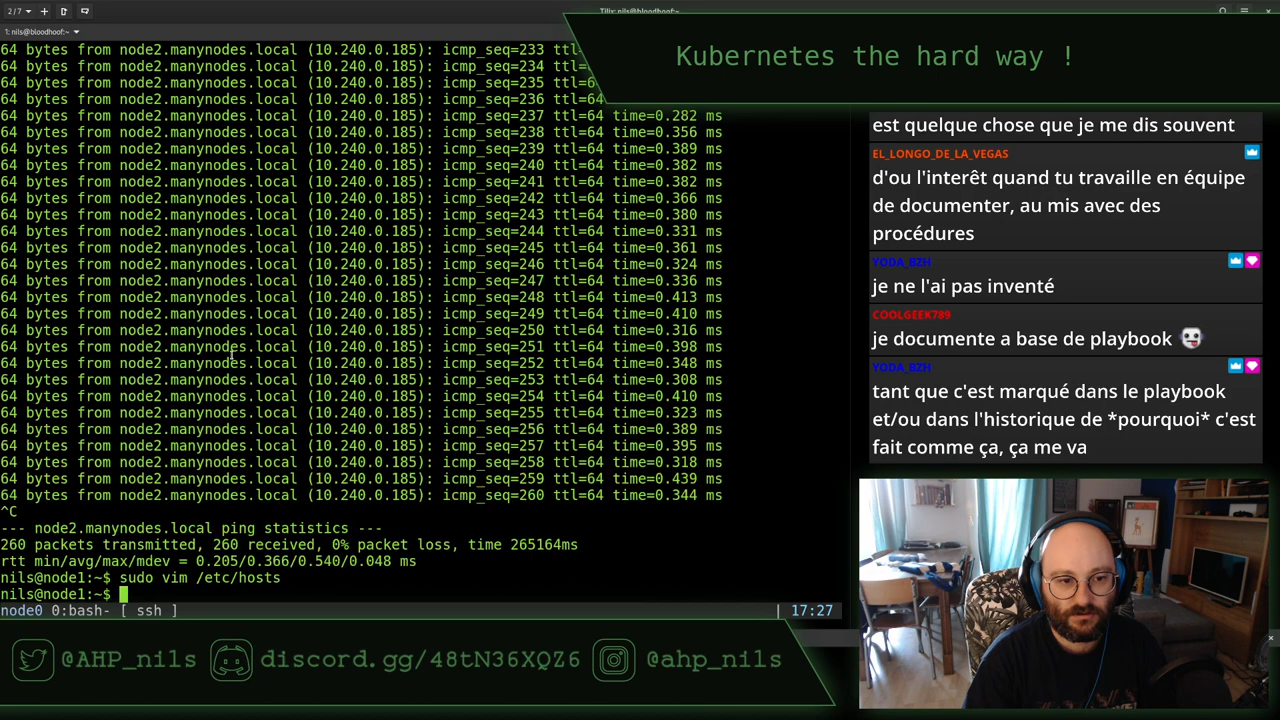 2/7
Tilix: nils@bloodhoof:~
1: nils@bloodhoof:~
64 bytes from node2.manynodes.local (10.240.0.185): icmp_seq=233 ttl=
64 bytes from node2.manynodes.local (10.240.0.185): icmp_seq=234 ttl=
64 bytes from node2.manynodes.local (10.240.0.185): icmp_seq=235 ttl=6
64 bytes from node2.manynodes.local (10.240.0.185): icmp_seq=236 ttl=64
64 bytes from node2.manynodes.local (10.240.0.185): icmp_seq=237 ttl=64 time=0.282 ms
64 bytes from node2.manynodes.local (10.240.0.185): icmp_seq=238 ttl=64 time=0.356 ms
64 bytes from node2.manynodes.local (10.240.0.185): icmp_seq=239 ttl=64 time=0.389 ms
64 bytes from node2.manynodes.local (10.240.0.185): icmp_seq=240 ttl=64 time=0.382 ms
64 bytes from node2.manynodes.local (10.240.0.185): icmp_seq=241 ttl=64 time=0.382 ms
64 bytes from node2.manynodes.local (10.240.0.185): icmp_seq=242 ttl=64 time=0.366 ms
64 bytes from node2.manynodes.local (10.240.0.185): icmp_seq=243 ttl=64 time=0.380 ms
64 bytes from node2.manynodes.local (10.240.0.185): icmp_seq=244 ttl=64 time=0.331 ms
64 bytes from node2.manynodes.local (10.240.0.185): icmp_seq=245 ttl=64 time=0.361 ms
64 bytes from node2.manynodes.local (10.240.0.185): icmp_seq=246 ttl=64 time=0.324 ms
64 bytes from node2.manynodes.local (10.240.0.185): icmp_seq=247 ttl=64 time=0.336 ms
64 bytes from node2.manynodes.local (10.240.0.185): icmp_seq=248 ttl=64 time=0.413 ms
64 bytes from node2.manynodes.local (10.240.0.185): icmp_seq=249 ttl=64 time=0.410 ms
64 bytes from node2.manynodes.local (10.240.0.185): icmp_seq=250 ttl=64 time=0.316 ms
64 bytes from node2.manynodes.local (10.240.0.185): icmp_seq=251 ttl=64 time=0.398 ms
64 bytes from node2.manynodes.local (10.240.0.185): icmp_seq=252 ttl=64 time=0.348 ms
64 bytes from node2.manynodes.local (10.240.0.185): icmp_seq=253 ttl=64 time=0.308 ms
64 bytes from node2.manynodes.local (10.240.0.185): icmp_seq=254 ttl=64 time=0.410 ms
64 bytes from node2.manynodes.local (10.240.0.185): icmp_seq=255 ttl=64 time=0.323 ms
64 bytes from node2.manynodes.local (10.240.0.185): icmp_seq=256 ttl=64 time=0.389 ms
64 bytes from node2.manynodes.local (10.240.0.185): icmp_seq=257 ttl=64 time=0.395 ms
64 bytes from node2.manynodes.local (10.240.0.185): icmp_seq=258 ttl=64 time=0.318 ms
64 bytes from node2.manynodes.local (10.240.0.185): icmp_seq=259 ttl=64 time=0.439 ms
64 bytes from node2.manynodes.local (10.240.0.185): icmp_seq=260 ttl=64 time=0.344 ms
^C
--- node2.manynodes.local ping statistics ---
260 packets transmitted, 260 received, 0% packet loss, time 265164ms
rtt min/avg/max/mdev = 0.205/0.366/0.540/0.048 ms
nils@node1:~$ sudo vim /etc/hosts
nils@node1:~$
node0 0:bash- [ ssh ] | 17:27
Kubernetes the hard way !
est quelque chose que je me dis souvent
EL_LONGO_DE_LA_VEGAS
d'ou l'interêt quand tu travaille en équipe
de documenter, au mis avec des
procédures
YODA_BZH
je ne l'ai pas inventé
COOLGEEK789
je documente a base de playbook
YODA_BZH
tant que c'est marqué dans le playbook
et/ou dans l'historique de *pourquoi* c'est
fait comme ça, ça me va
@AHP_nils
discord.gg/48tN36XQZ6
@ahp_nils